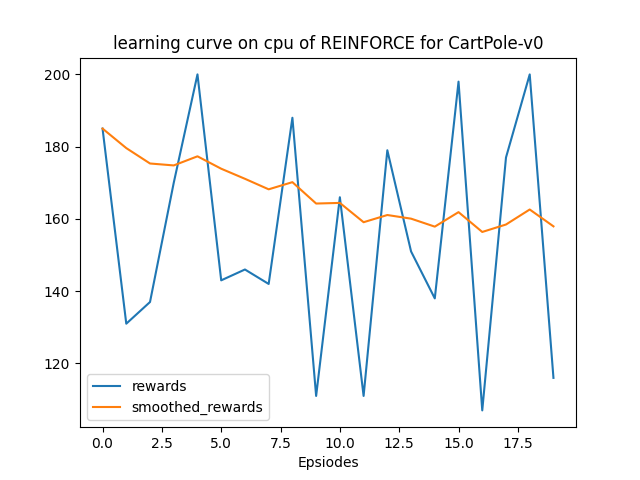 learning curve on cpu of REINFORCE for CartPole-v0
200
180
160
140
120
rewards
smoothed_rewards
0.0 2.5 5.0 7.5 10.0 12.5 15.0 17.5
Epsiodes